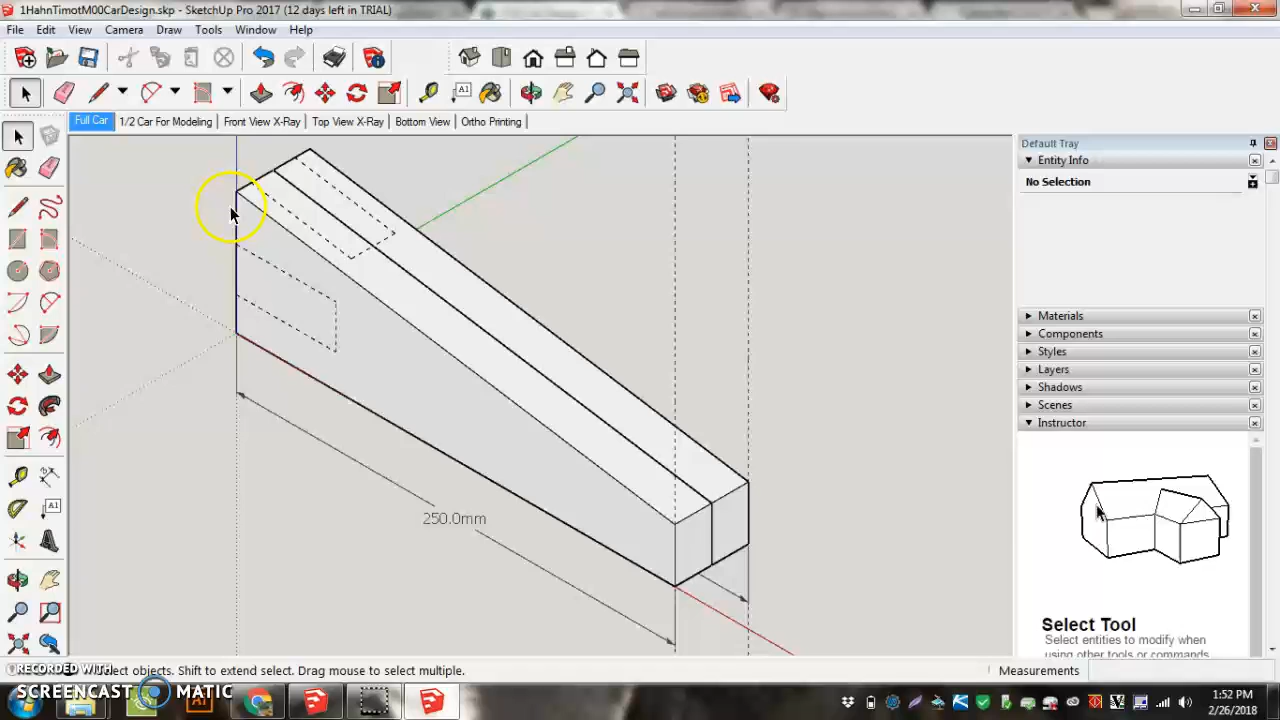 1HahnTimotM00CarDesign.skp - SketchUp Pro 2017 (12 days left in TRIAL)
File Edit View Camera Draw Tools Window Help
A1
Full Car 1/2 Car For Modeling Front View X-Ray Top View X-Ray Bottom View Ortho Printing
Default Tray
Entity Info
No Selection
Materials
Components
Styles
Layers
Shadows
Scenes
Instructor
A1
250.0mm
Select Tool
Select entities to modify when
using other tools or commands
Select objects. Shift to extend select. Drag mouse to select multiple.
Measurements
RECORDED WITH
SCREENCAST MATIC
Ai
1:52 PM
2/26/2018